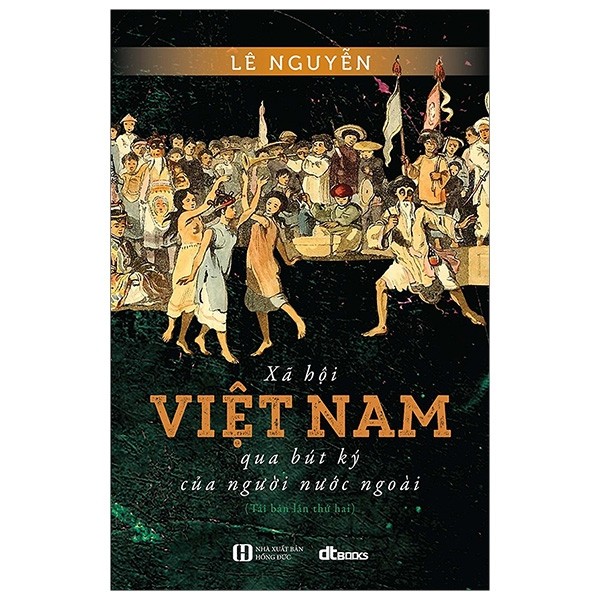 LÊ NGUYỄN
Xã hội
VIỆT NAM
qua bút ký
của người nước ngoài
(Tái bản lần thứ hai)
H NHÀ XUẤT BẢN
HỒNG ĐỨC
dtBOOKS